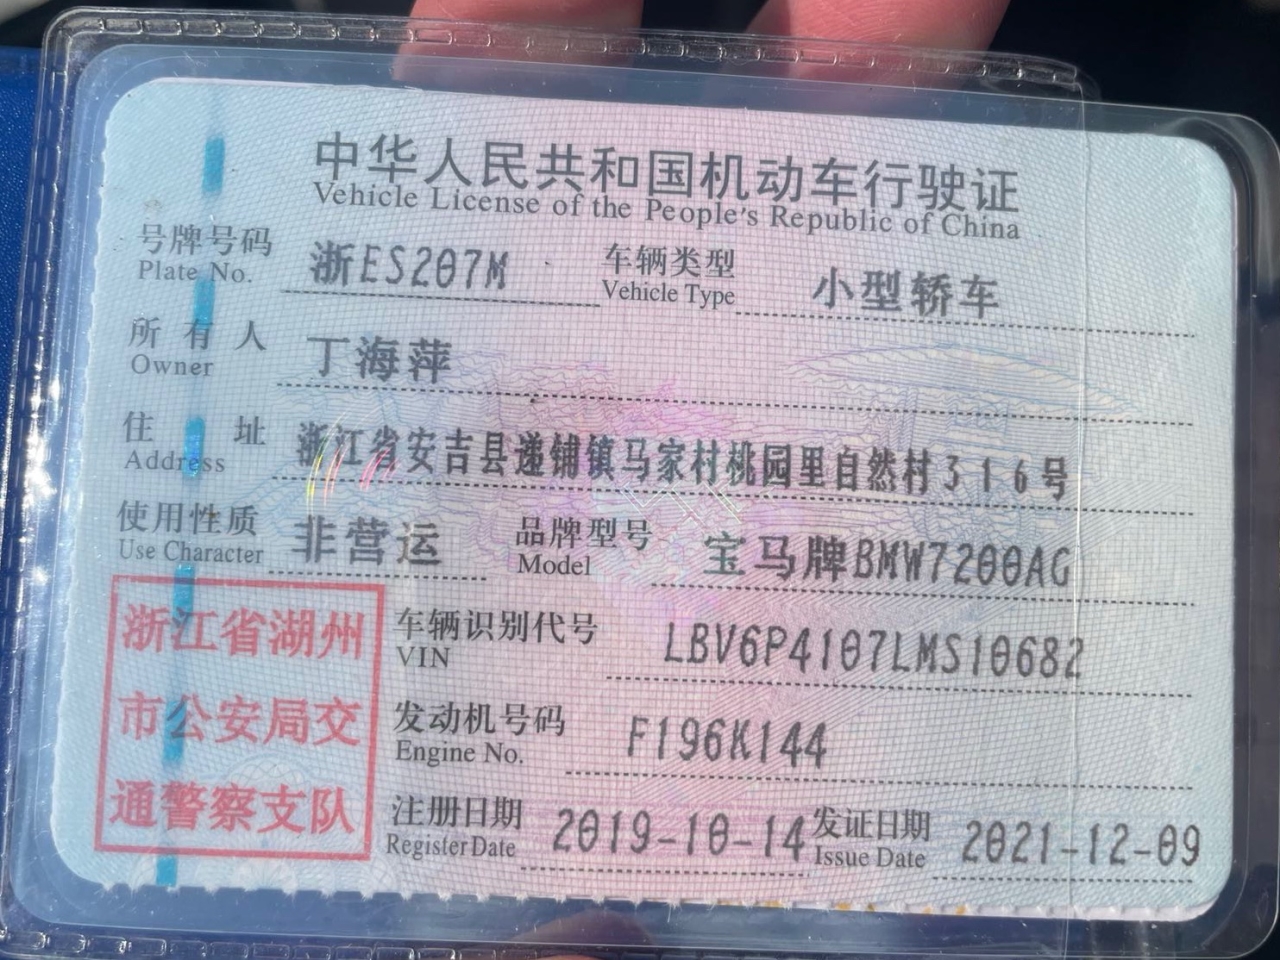 中华人民共和国机动车行驶证
Vehicle License of the People's Republic of China
号牌号码 浙ES207M 车辆类型 小型轿车
Plate No. Vehicle Type
所有人 丁海萍
Owner
住址 浙江省安吉县递铺镇马家村桃园里自然村316号
Address
使用性质 非营运 品牌型号 宝马牌BMW7200AG
Use Character Model
浙江省湖州
市公安局交
通警察支队
车辆识别代号 LBV6P4107LMS10682
VIN
发动机号码 F196K144
Engine No.
注册日期 2019-10-14 发证日期 2021-12-09
Register Date Issue Date